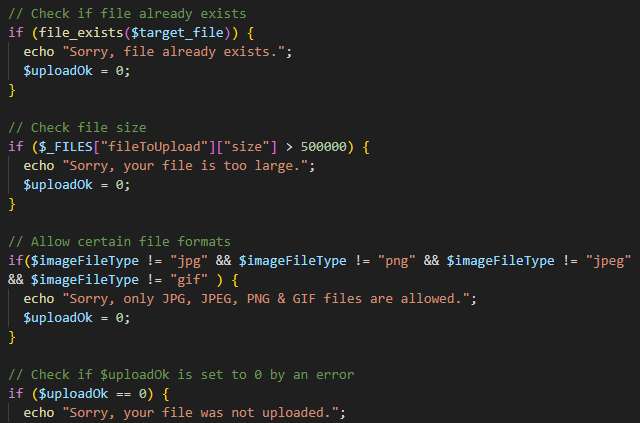 // Check if file already exists
if (file_exists($target_file)) {
  echo "Sorry, file already exists.";
  $uploadOk = 0;
}

// Check file size
if ($_FILES["fileToUpload"]["size"] > 500000) {
  echo "Sorry, your file is too large.";
  $uploadOk = 0;
}

// Allow certain file formats
if($imageFileType != "jpg" && $imageFileType != "png" && $imageFileType != "jpeg"
&& $imageFileType != "gif" ) {
  echo "Sorry, only JPG, JPEG, PNG & GIF files are allowed.";
  $uploadOk = 0;
}

// Check if $uploadOk is set to 0 by an error
if ($uploadOk == 0) {
  echo "Sorry, your file was not uploaded.";